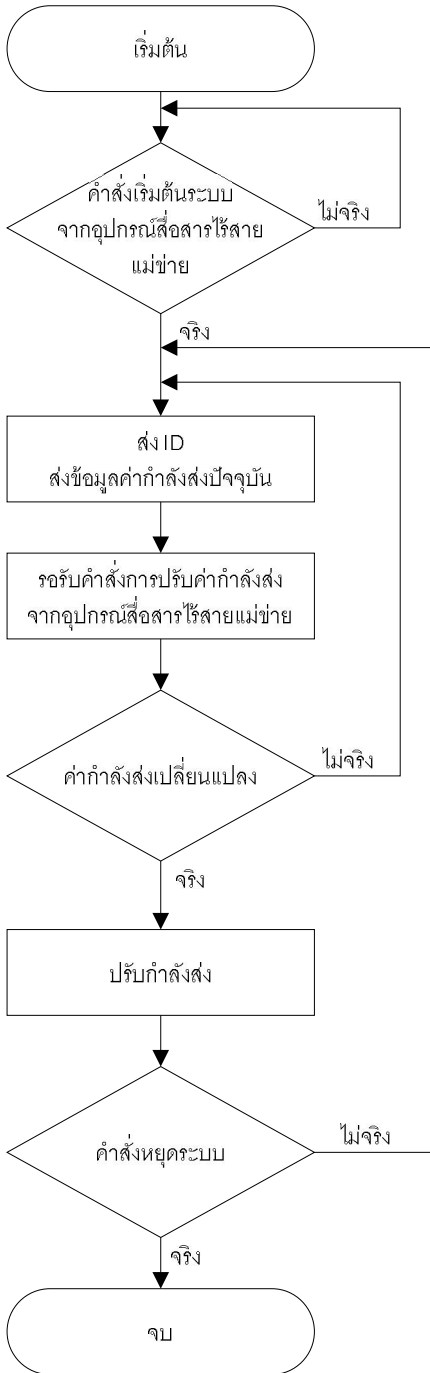 เริ่มต้น
คำสั่งเริ่มต้นระบบ
จากอุปกรณ์สื่อสารไร้สาย
แม่ข่าย
ไม่จริง
จริง
ส่ง ID
ส่งข้อมูลค่ากำลังส่งปัจจุบัน
รอรับคำสั่งการปรับค่ากำลังส่ง
จากอุปกรณ์สื่อสารไร้สายแม่ข่าย
ค่ากำลังส่งเปลี่ยนแปลง
ไม่จริง
จริง
ปรับกำลังส่ง
คำสั่งหยุดระบบ
ไม่จริง
จริง
จบ